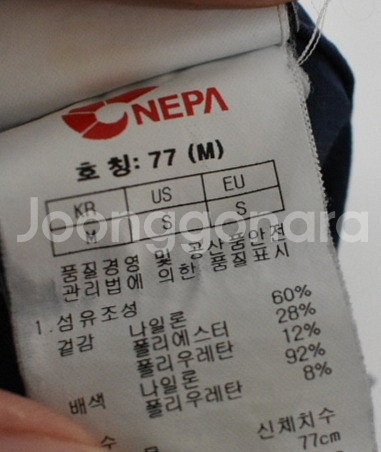 NEPA
호 칭: 77 (M)
KR US EU
M S S
Joonggonara
품질경영 및 공산품안전
관리법에 의한 품질표시
1.섬유조성
겉감 나일론 60%
폴리에스터 28%
폴리우레탄 12%
배색 나일론 92%
폴리우레탄 8%
수
신체치수
77cm